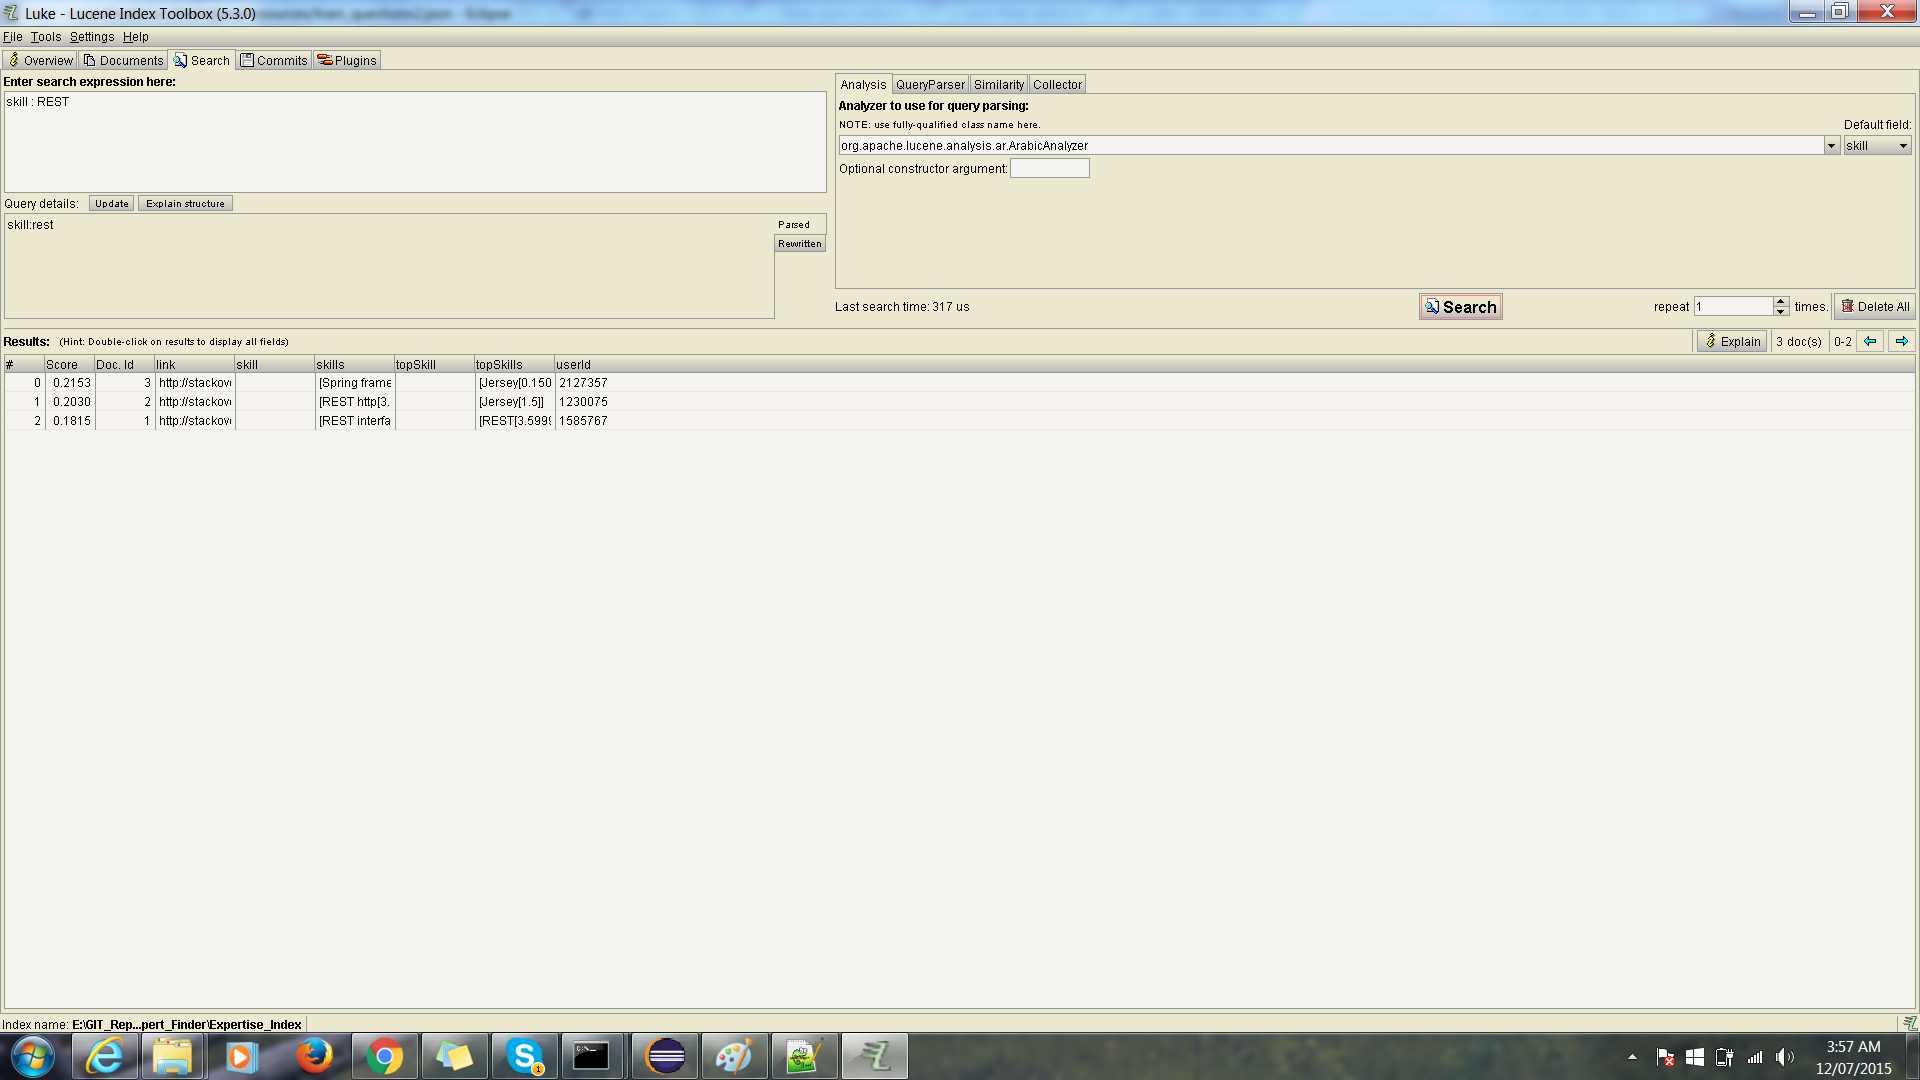 Luke - Lucene Index Toolbox (5.3.0)
File Tools Settings Help
Overview Documents Search Commits Plugins
Enter search expression here:
skill : REST
Query details: Update Explain structure
skill:rest
Parsed
Rewritten
Analysis QueryParser Similarity Collector
Analyzer to use for query parsing:
NOTE: use fully-qualified class name here.
Default field:
org.apache.lucene.analysis.ar.ArabicAnalyzer skill
Optional constructor argument:
Last search time: 317 us Search repeat 1 times. Delete All
Results: (Hint: Double-click on results to display all fields) Explain 3 doc(s) 0-2
# Score Doc. Id link skill skills topSkill topSkills userId
0 0.2153 3 http://stackov [Spring frame [Jersey[0.150 2127357
1 0.2030 2 http://stackov [REST http[3. [Jersey[1.5]] 1230075
2 0.1815 1 http://stackov [REST interfa [REST[3.599 1585767
Index name: E:\GIT_Rep...pert_Finder\Expertise_Index
3:57 AM
12/07/2015